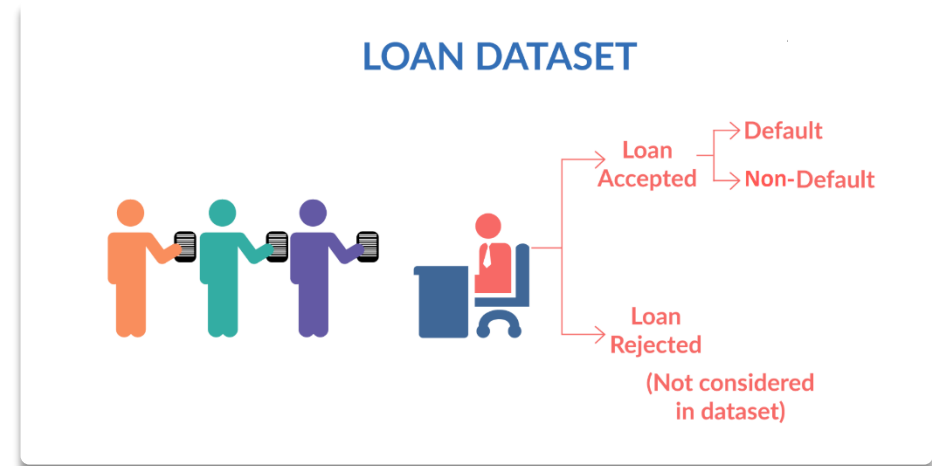 LOAN DATASET
Loan
Accepted
Default
Non-Default
Loan
Rejected
(Not considered
in dataset)